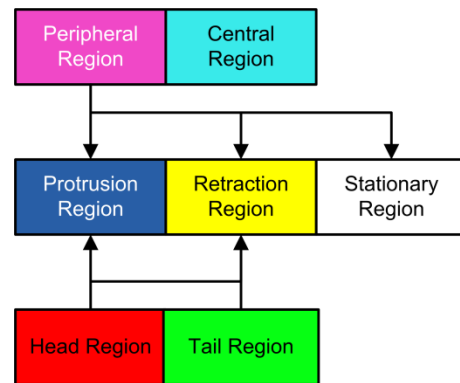 Peripheral
Region
Central
Region
Protrusion
Region
Retraction
Region
Stationary
Region
Head Region
Tail Region